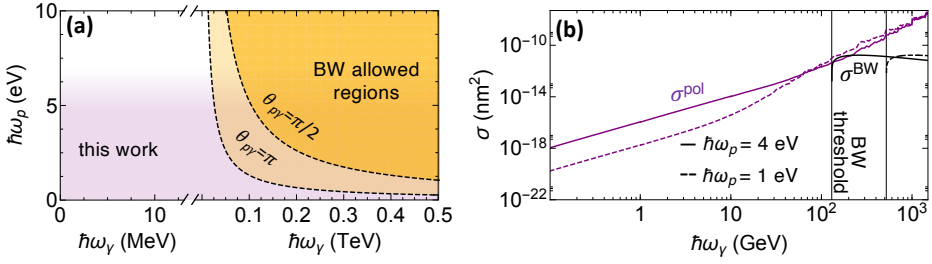 (a)
10
5
0
ℏω_p (eV)
this work
BW allowed
regions
θ_pγ=π/2
θ_pγ=π
0
10
0.1
0.2
0.3
0.4
0.5
ℏω_γ (MeV)
ℏω_γ (TeV)
(b)
10^-10
10^-14
10^-18
10^-22
σ (nm²)
σ^pol
σ^BW
BW
threshold
ℏω_p = 4 eV
ℏω_p = 1 eV
1
10
10^2
10^3
ℏω_γ (GeV)